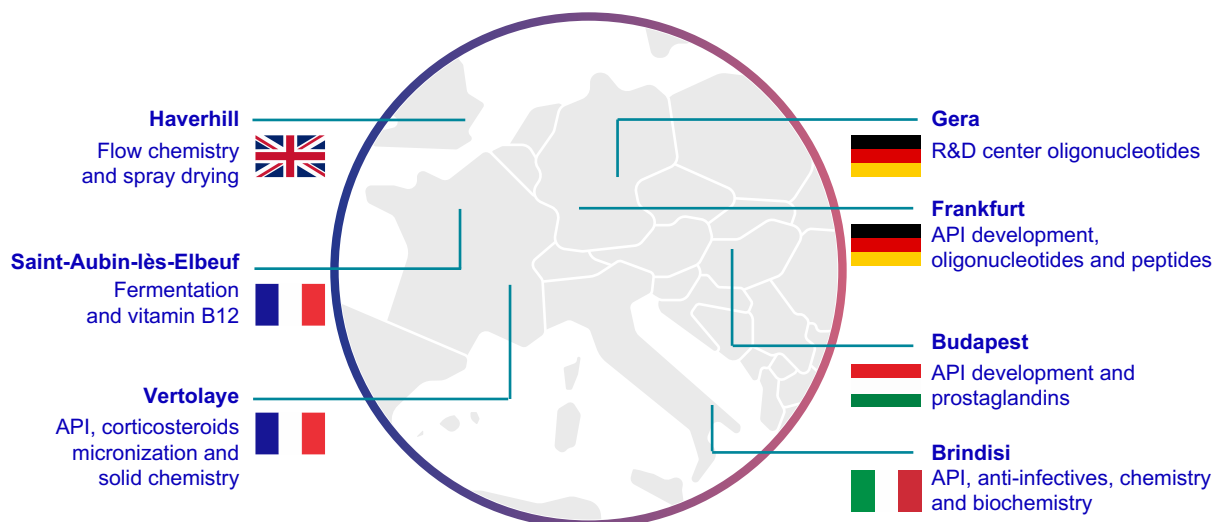 Haverhill
Flow chemistry
and spray drying
Saint-Aubin-lès-Elbeuf
Fermentation
and vitamin B12
Vertolaye
API, corticosteroids
micronization and
solid chemistry
Gera
R&D center oligonucleotides
Frankfurt
API development,
oligonucleotides and peptides
Budapest
API development and
prostaglandins
Brindisi
API, anti-infectives, chemistry
and biochemistry